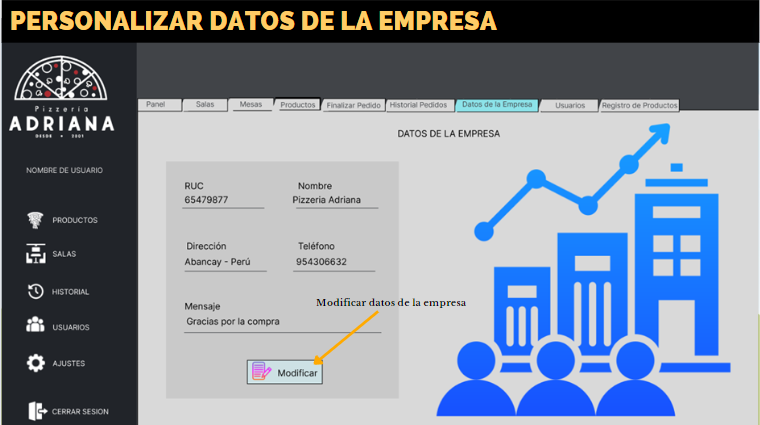 PERSONALIZAR DATOS DE LA EMPRESA
Pizzería
ADRIANA
DESDE 2001
Panel
Salas
Mesas
Productos
Finalizar Pedido
Historial Pedidos
Datos de la Empresa
Usuarios
Registro de Productos
NOMBRE DE USUARIO
PRODUCTOS
SALAS
HISTORIAL
USUARIOS
AJUSTES
CERRAR SESION
DATOS DE LA EMPRESA
RUC
65479877
Nombre
Pizzeria Adriana
Dirección
Abancay - Perú
Teléfono
954306632
Mensaje
Gracias por la compra
Modificar datos de la empresa
Modificar